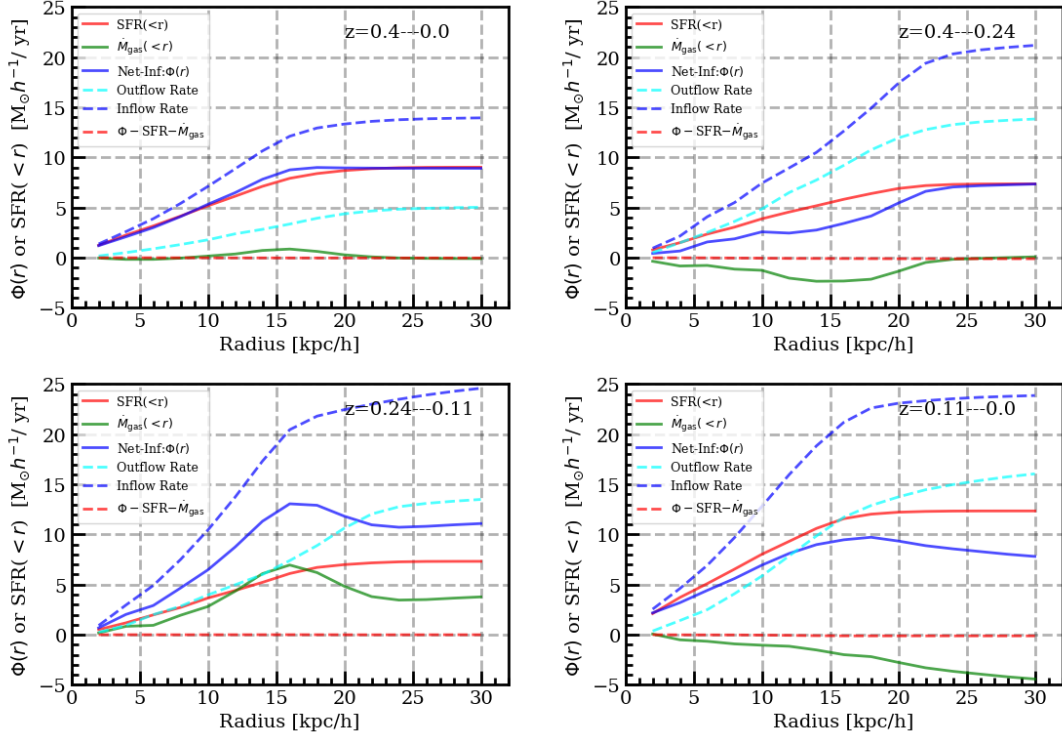 Φ(r) or SFR(<r) [M⊙h⁻¹/ yr]
25
20
15
10
5
0
−5
SFR(<r)
Ṁgas(<r)
Net-Inf:Φ(r)
Outflow Rate
Inflow Rate
Φ−SFR−Ṁgas
z=0.4---0.0
0 5 10 15 20 25 30
Radius [kpc/h]
Φ(r) or SFR(<r) [M⊙h⁻¹/ yr]
25
20
15
10
5
0
−5
SFR(<r)
Ṁgas(<r)
Net-Inf:Φ(r)
Outflow Rate
Inflow Rate
Φ−SFR−Ṁgas
z=0.4---0.24
0 5 10 15 20 25 30
Radius [kpc/h]
Φ(r) or SFR(<r) [M⊙h⁻¹/ yr]
25
20
15
10
5
0
−5
SFR(<r)
Ṁgas(<r)
Net-Inf:Φ(r)
Outflow Rate
Inflow Rate
Φ−SFR−Ṁgas
z=0.24---0.11
0 5 10 15 20 25 30
Radius [kpc/h]
Φ(r) or SFR(<r) [M⊙h⁻¹/ yr]
25
20
15
10
5
0
−5
SFR(<r)
Ṁgas(<r)
Net-Inf:Φ(r)
Outflow Rate
Inflow Rate
Φ−SFR−Ṁgas
z=0.11---0.0
0 5 10 15 20 25 30
Radius [kpc/h]